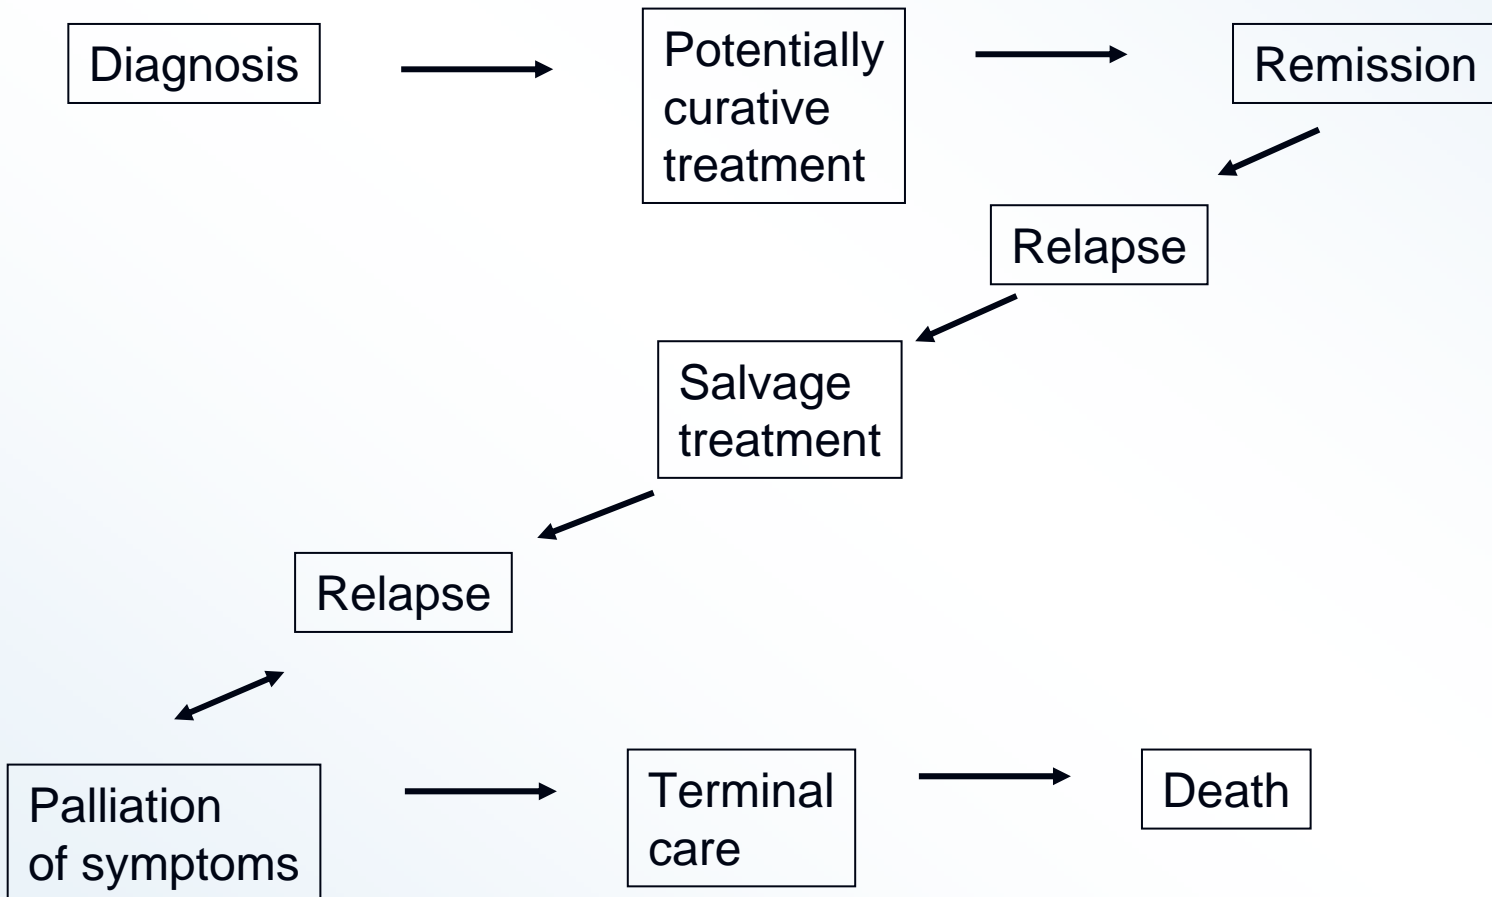 Diagnosis
Potentially
curative
treatment
Remission
Relapse
Salvage
treatment
Relapse
Palliation
of symptoms
Terminal
care
Death